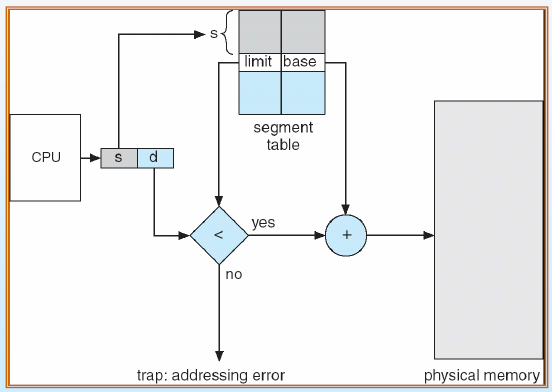 s
limit base
segment
table
CPU
s d
<
yes
+
no
trap: addressing error
physical memory